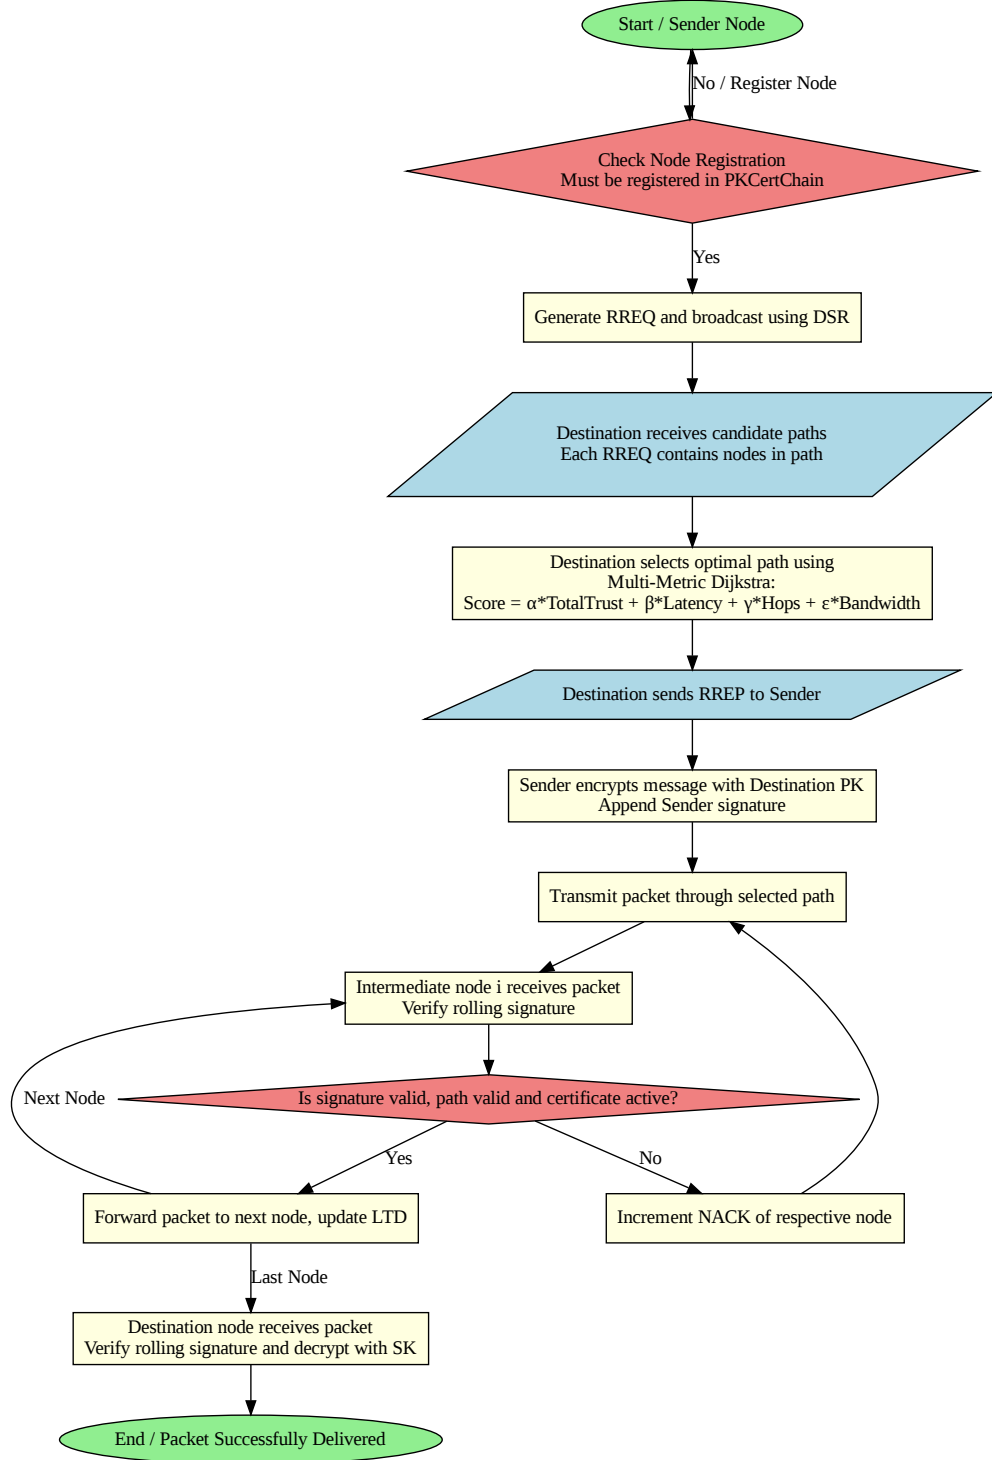 Start / Sender Node
No / Register Node
Check Node Registration
Must be registered in PKCertChain
Yes
Generate RREQ and broadcast using DSR
Destination receives candidate paths
Each RREQ contains nodes in path
Destination selects optimal path using
Multi-Metric Dijkstra:
Score = α*TotalTrust + β*Latency + γ*Hops + ε*Bandwidth
Destination sends RREP to Sender
Sender encrypts message with Destination PK
Append Sender signature
Transmit packet through selected path
Intermediate node i receives packet
Verify rolling signature
Next Node
Is signature valid, path valid and certificate active?
Yes
No
Forward packet to next node, update LTD
Increment NACK of respective node
Last Node
Destination node receives packet
Verify rolling signature and decrypt with SK
End / Packet Successfully Delivered